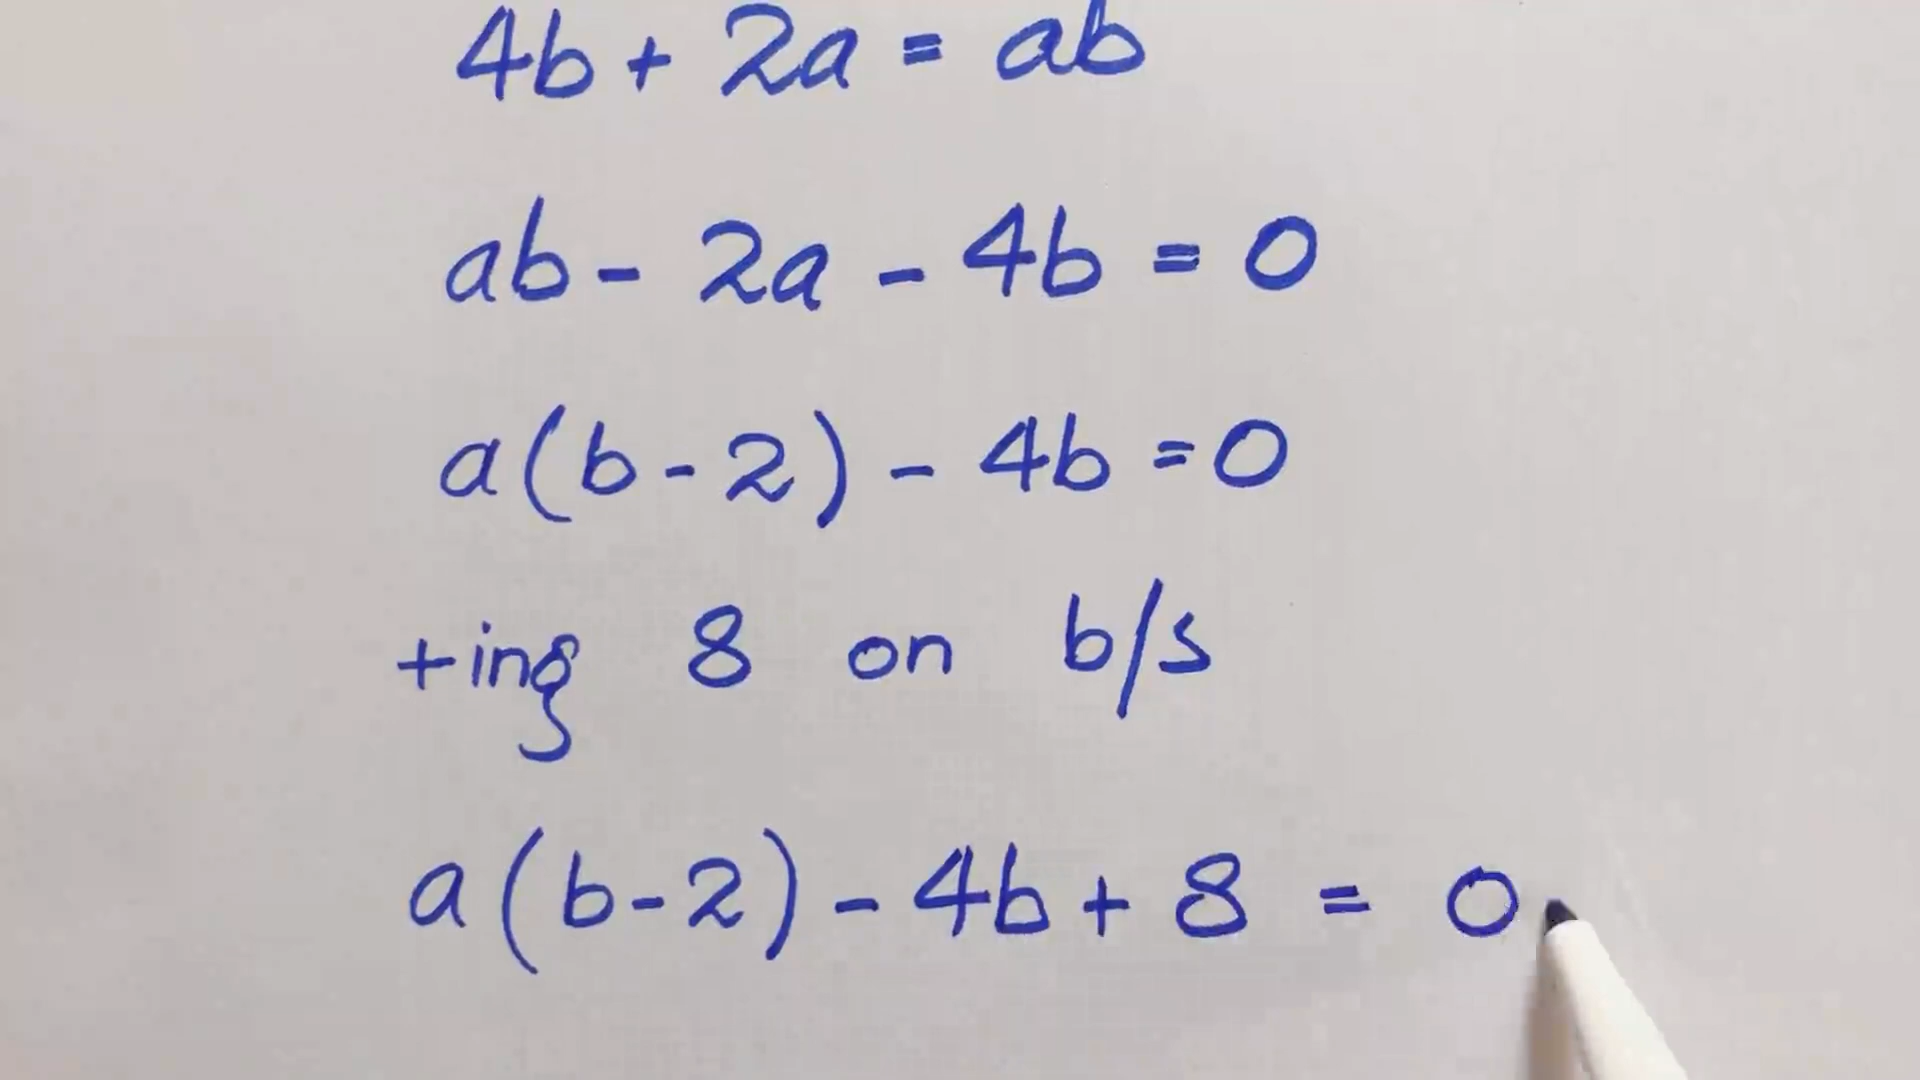 4b + 2a = ab
ab - 2a - 4b = 0
a(b-2) - 4b = 0
+ing 8 on b/s
a(b-2) - 4b + 8 = 0